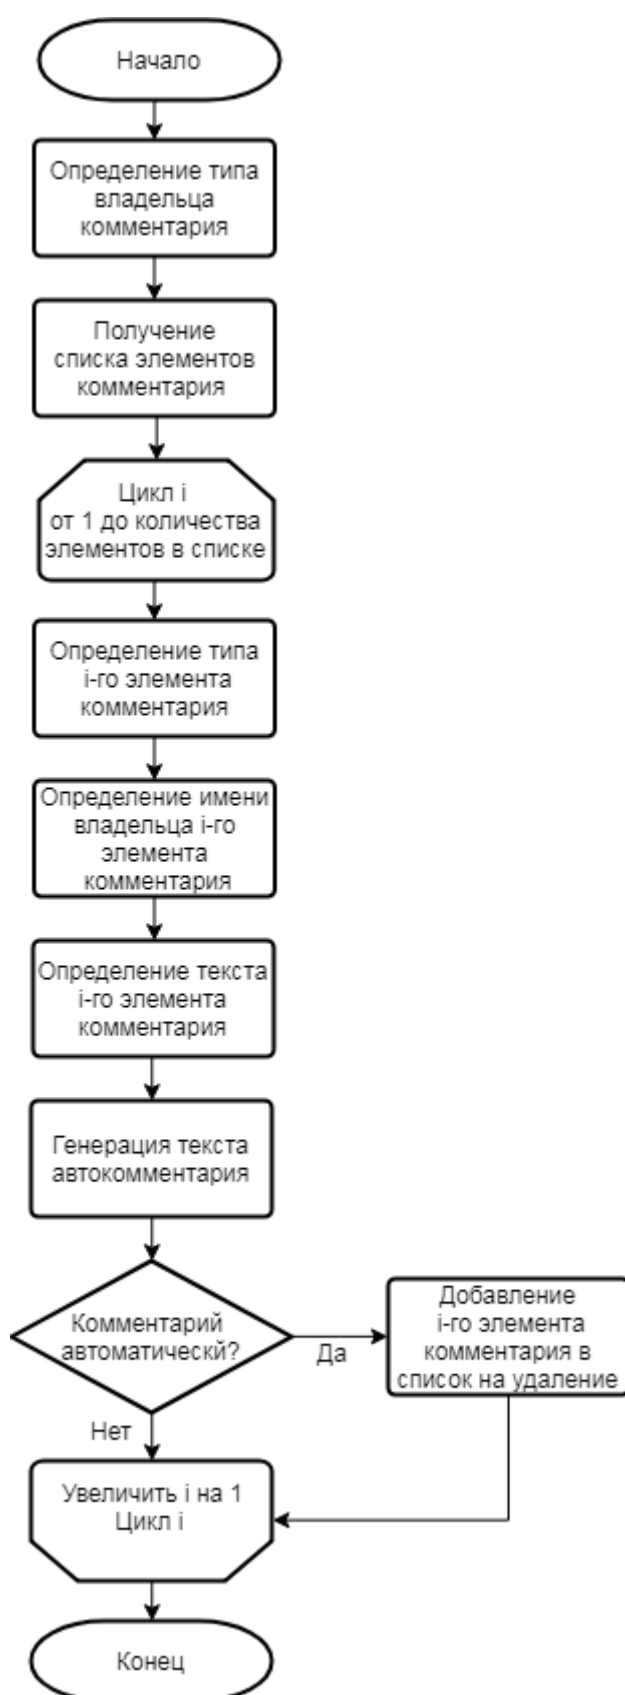 Начало
Определение типа
владельца
комментария
Получение
списка элементов
комментария
Цикл i
от 1 до количества
элементов в списке
Определение типа
i-го элемента
комментария
Определение имени
владельца i-го
элемента
комментария
Определение текста
i-го элемента
комментария
Генерация текста
автокомментария
Комментарий
автоматическй?
Да
Добавление
i-го элемента
комментария в
список на удаление
Нет
Увеличить i на 1
Цикл i
Конец